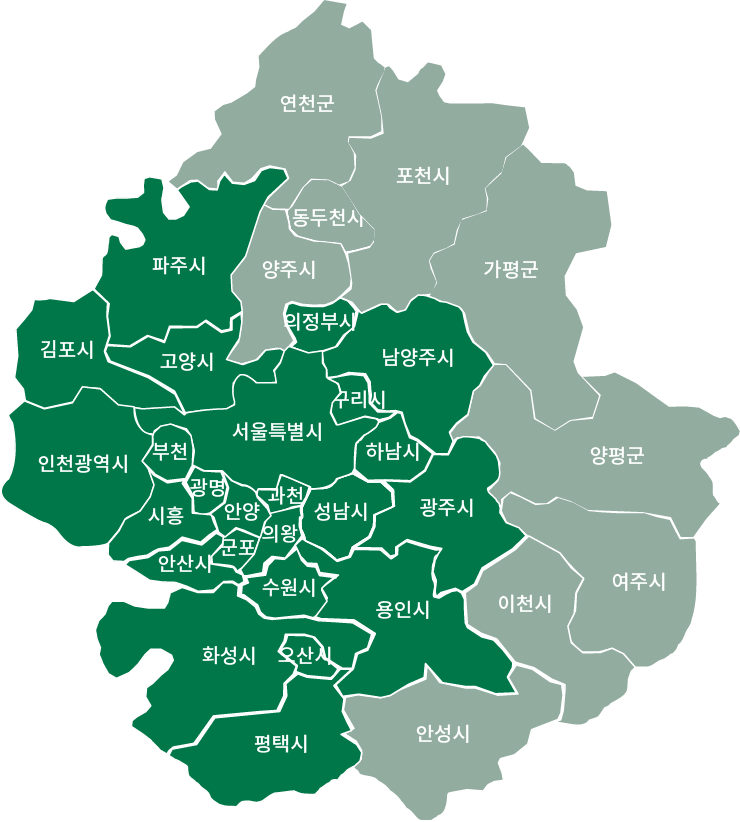 연천군
포천시
동두천시
파주시
양주시
가평군
의정부시
김포시
고양시
남양주시
구리시
서울특별시
부천
하남시
양평군
인천광역시
광명
과천
시흥
안양
성남시
광주시
의왕
군포
안산시
수원시
용인시
이천시
여주시
화성시
오산시
안성시
평택시